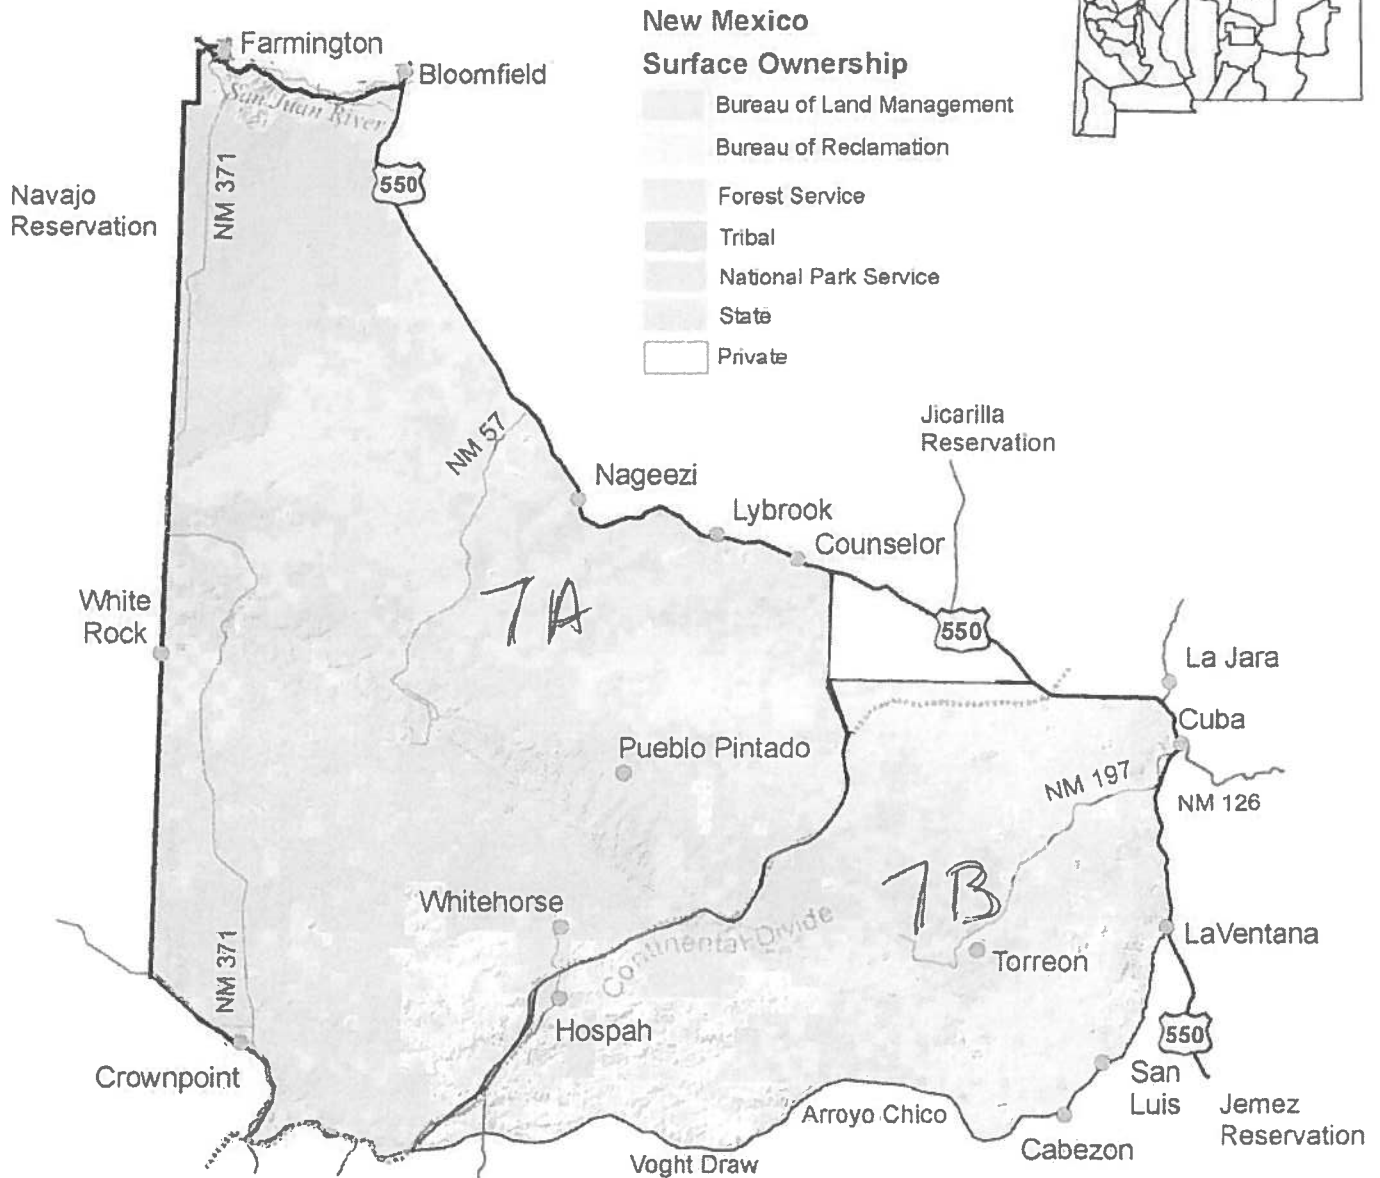 New Mexico
Surface Ownership
Bureau of Land Management
Bureau of Reclamation
Forest Service
Tribal
National Park Service
State
Private
Farmington
Bloomfield
San Juan River
NM 371
550
Navajo
Reservation
Jicarilla
Reservation
NM 57
Nageezi
Lybrook
Counselor
7A
White
Rock
550
La Jara
Cuba
Pueblo Pintado
NM 197
NM 126
7B
Whitehorse
Continental Divide
LaVentana
Torreon
NM 371
Hospah
550
Crownpoint
San
Luis
Jemez
Reservation
Arroyo Chico
Cabezon
Voght Draw